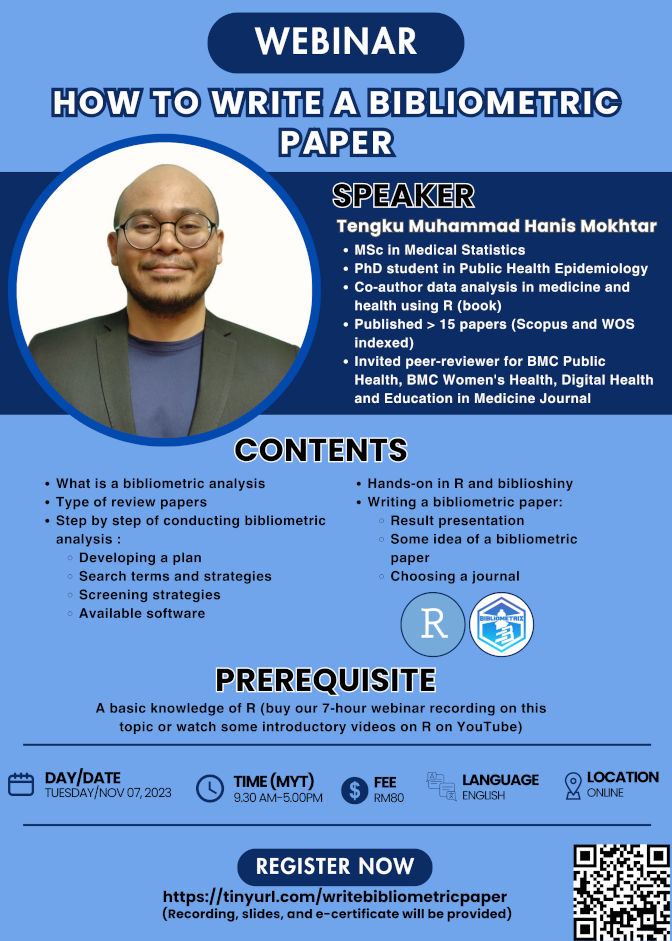 WEBINAR
HOW TO WRITE A BIBLIOMETRIC
PAPER
SPEAKER
Tengku Muhammad Hanis Mokhtar
• MSc in Medical Statistics
• PhD student in Public Health Epidemiology
• Co-author data analysis in medicine and
health using R (book)
• Published > 15 papers (Scopus and WOS
indexed)
• Invited peer-reviewer for BMC Public
Health, BMC Women's Health, Digital Health
and Education in Medicine Journal
CONTENTS
• What is a bibliometric analysis
• Type of review papers
• Step by step of conducting bibliometric
analysis :
◦ Developing a plan
◦ Search terms and strategies
◦ Screening strategies
◦ Available software
• Hands-on in R and biblioshiny
• Writing a bibliometric paper:
◦ Result presentation
◦ Some idea of a bibliometric
paper
◦ Choosing a journal
R
BIBLIOMETRIX
PREREQUISITE
A basic knowledge of R (buy our 7-hour webinar recording on this
topic or watch some introductory videos on R on YouTube)
DAY/DATE
TUESDAY/NOV 07, 2023
TIME (MYT)
9.30 AM-5.00PM
$
FEE
RM80
LANGUAGE
ENGLISH
LOCATION
ONLINE
REGISTER NOW
https://tinyurl.com/writebibliometricpaper
(Recording, slides, and e-certificate will be provided)